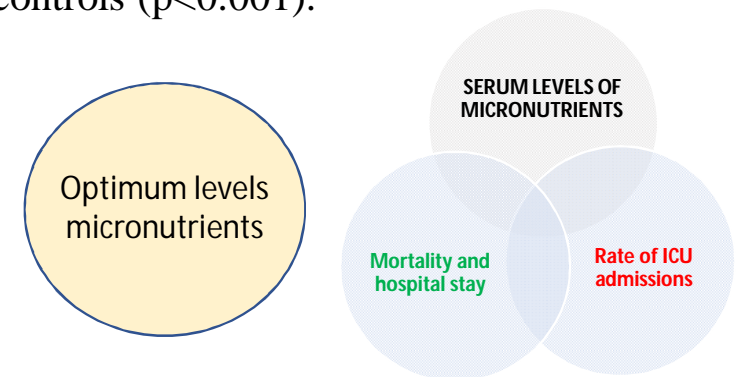 controls (p<0.001).
SERUM LEVELS OF
MICRONUTRIENTS
Optimum levels
micronutrients
Mortality and
hospital stay
Rate of ICU
admissions